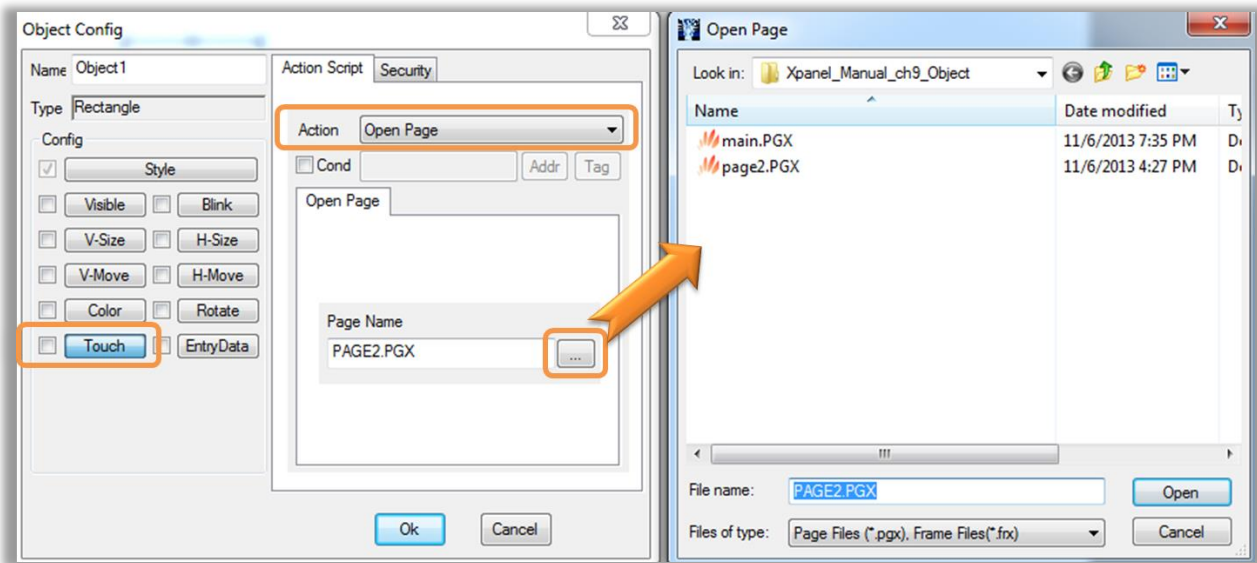 Object Config
Name Object1
Type Rectangle
Config
Style
Visible Blink
V-Size H-Size
V-Move H-Move
Color Rotate
Touch EntryData
Action Script Security
Action Open Page
Cond Addr Tag
Open Page
Page Name
PAGE2.PGX ...
Ok Cancel
Open Page
Look in: Xpanel_Manual_ch9_Object
Name Date modified
main.PGX 11/6/2013 7:35 PM
page2.PGX 11/6/2013 4:27 PM
File name: PAGE2.PGX Open
Files of type: Page Files (*.pgx), Frame Files(*.frx) Cancel